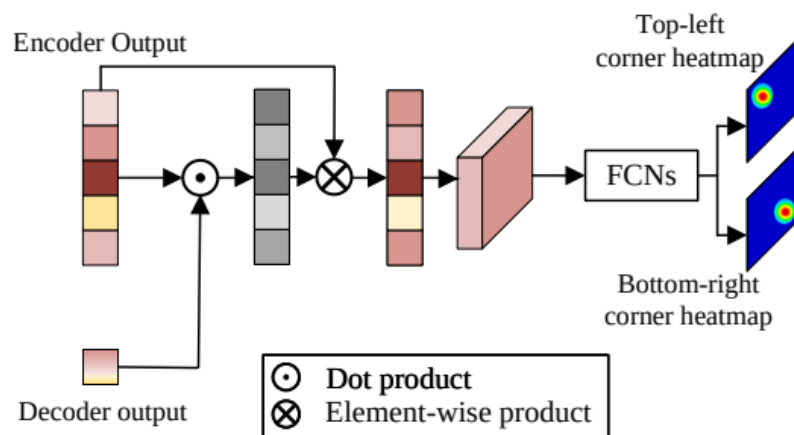 Encoder Output
Top-left
corner heatmap
FCNs
Bottom-right
corner heatmap
Decoder output
Dot product
Element-wise product